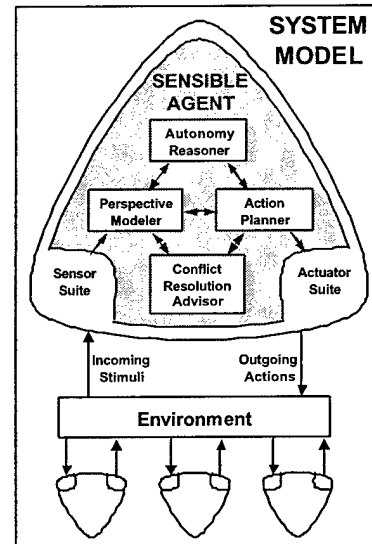 SYSTEM
MODEL
SENSIBLE
AGENT
Autonomy
Reasoner
Perspective
Modeler
Action
Planner
Sensor
Suite
Conflict
Resolution
Advisor
Actuator
Suite
Incoming
Stimuli
Outgoing
Actions
Environment